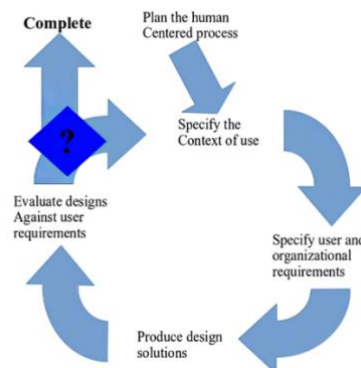 Complete
Plan the human
Centered process
?
Specify the
Context of use
Evaluate designs
Against user
requirements
Specify user and
organizational
requirements
Produce design
solutions